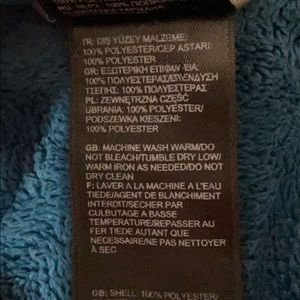 TR: DIŞ YÜZEY MALZEME:
100% POLYESTER/CEP ASTARI:
100% POLYESTER
GR: ΕΞΩΤΕΡΙΚΗ ΕΠΙΦΑΝ·ΕΙΑ:
100% ΠΟΛΥΕΣΤΕΡΑΣ/ΕΠΕΝΔΥΣΗ
ΤΣΕΠΗΣ: 100% ΠΟΛΥΕΣΤΕΡΑΣ
PL: ZEWNĘTRZNA CZĘŚĆ
UBRANIA: 100% POLYESTER/
PODSZEWKA KIESZENI:
100% POLYESTER
GB: MACHINE WASH WARM/DO
NOT BLEACH/TUMBLE DRY LOW/
WARM IRON AS NEEDED/DO NOT
DRY CLEAN
F: LAVER A LA MACHINE A L'EAU
TIEDE/AGENT DE BLANCHIMENT
INTERDIT/SECHER PAR
CULBUTAGE A BASSE
TEMPERATURE/REPASSER AU
FER TIEDE AUTANT QUE
NECESSAIRE/NE PAS NETTOYER
À SEC
GB: SHELL: 100% POLYESTER/